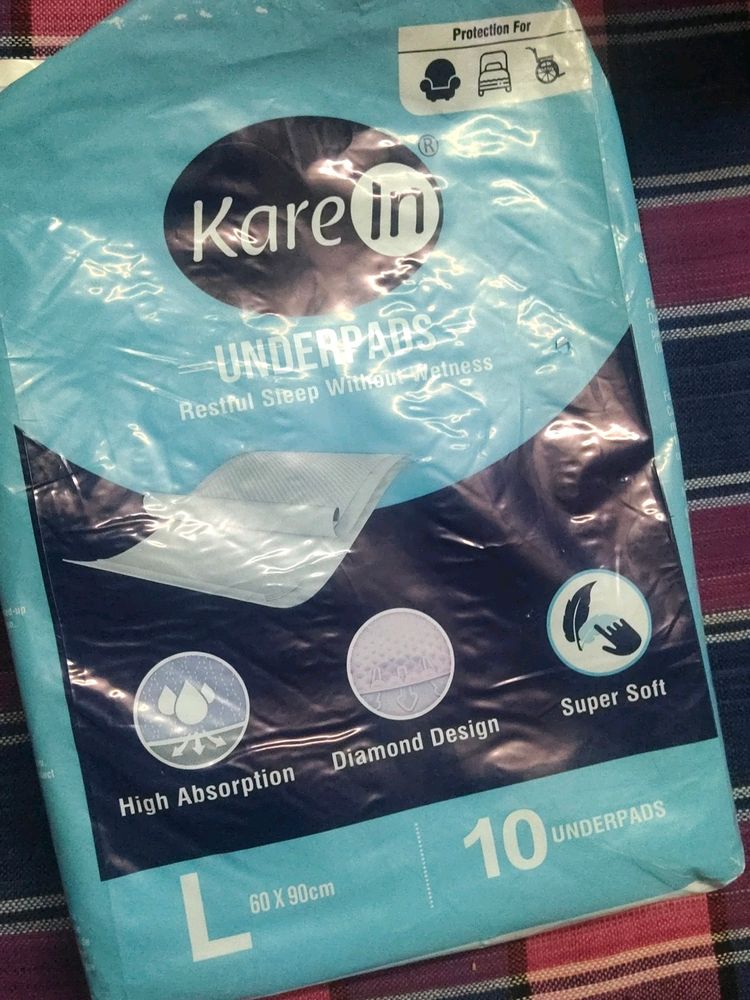 Protection For
Kare In ®
UNDERPADS
Restful Sleep Without Wetness
High Absorption
Diamond Design
Super Soft
L
60 X 90cm
10 UNDERPADS